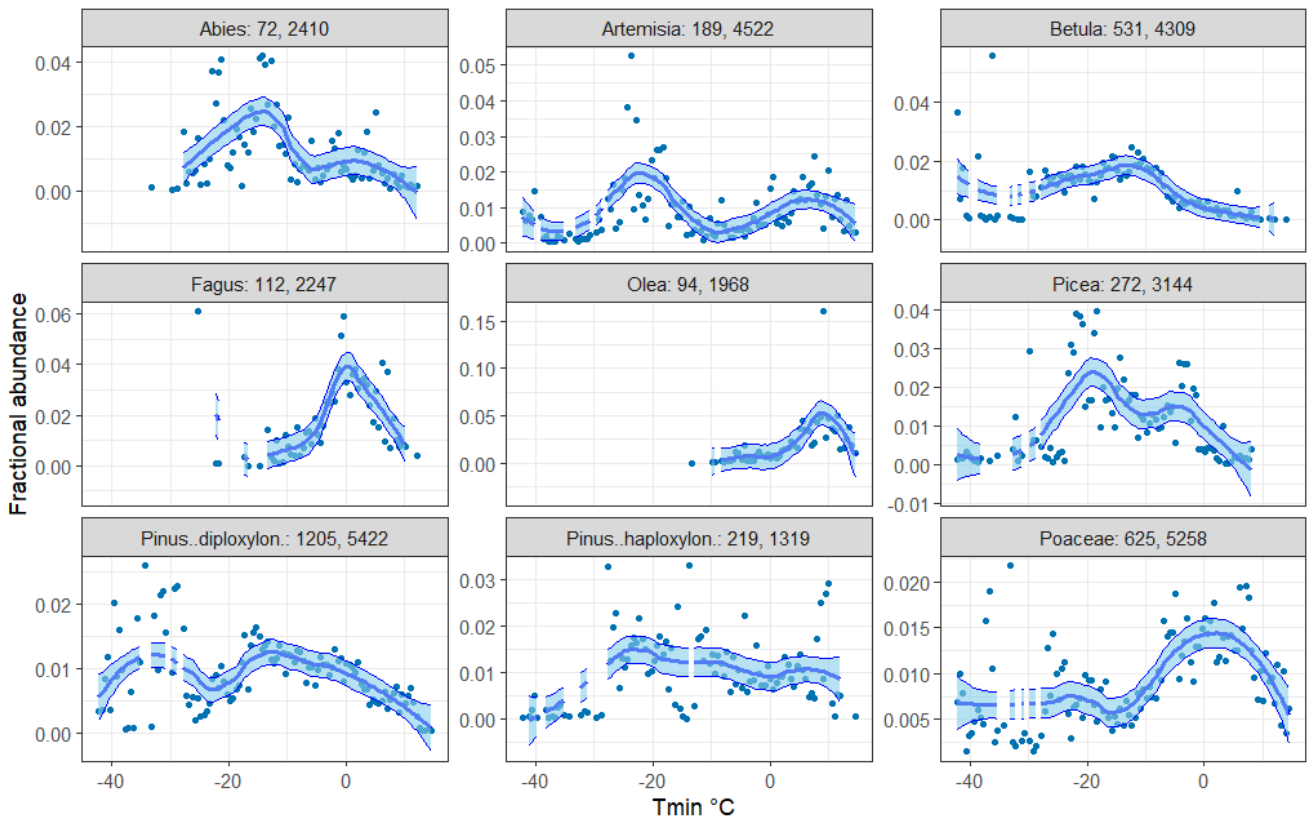 Abies: 72, 2410
Artemisia: 189, 4522
Betula: 531, 4309
0.04
0.02
0.00
0.05
0.04
0.03
0.02
0.01
0.00
0.04
0.02
0.00
Fagus: 112, 2247
Olea: 94, 1968
Picea: 272, 3144
0.06
0.04
0.02
0.00
0.15
0.10
0.05
0.00
0.04
0.03
0.02
0.01
0.00
-0.01
Fractional abundance
Pinus..diploxylon.: 1205, 5422
Pinus..haploxylon.: 219, 1319
Poaceae: 625, 5258
0.02
0.01
0.00
0.03
0.02
0.01
0.00
0.020
0.015
0.010
0.005
-40 -20 0
-40 -20 0
-40 -20 0
Tmin °C